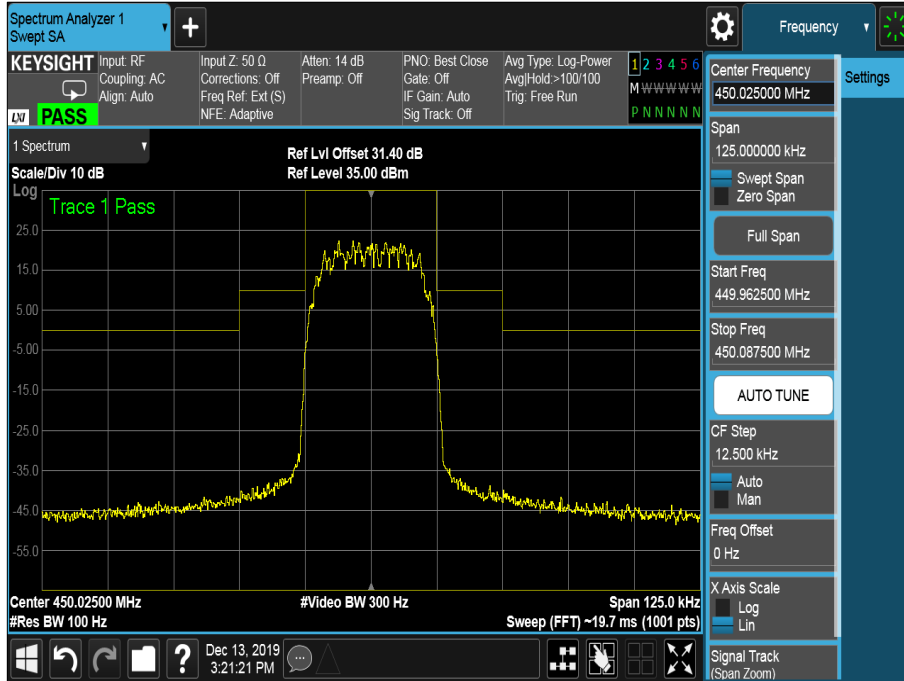 Spectrum Analyzer 1
Swept SA
Frequency
KEYSIGHT
Input: RF
Coupling: AC
Align: Auto
Input Z: 50 Ω
Corrections: Off
Freq Ref: Ext (S)
NFE: Adaptive
Atten: 14 dB
Preamp: Off
PNO: Best Close
Gate: Off
IF Gain: Auto
Sig Track: Off
Avg Type: Log-Power
Avg|Hold:>100/100
Trig: Free Run
1 2 3 4 5 6
M W W W W W
P N N N N N
LXI
PASS
Center Frequency
450.025000 MHz
Settings
Span
125.000000 kHz
Swept Span
Zero Span
Full Span
Start Freq
449.962500 MHz
Stop Freq
450.087500 MHz
AUTO TUNE
CF Step
12.500 kHz
Auto
Man
Freq Offset
0 Hz
X Axis Scale
Log
Lin
Signal Track
(Span Zoom)
1 Spectrum
Scale/Div 10 dB
Ref Lvl Offset 31.40 dB
Ref Level 35.00 dBm
Log
Trace 1 Pass
25.0
15.0
5.00
-5.00
-15.0
-25.0
-35.0
-45.0
-55.0
Center 450.02500 MHz
#Video BW 300 Hz
Span 125.0 kHz
#Res BW 100 Hz
Sweep (FFT) ~19.7 ms (1001 pts)
?
Dec 13, 2019
3:21:21 PM